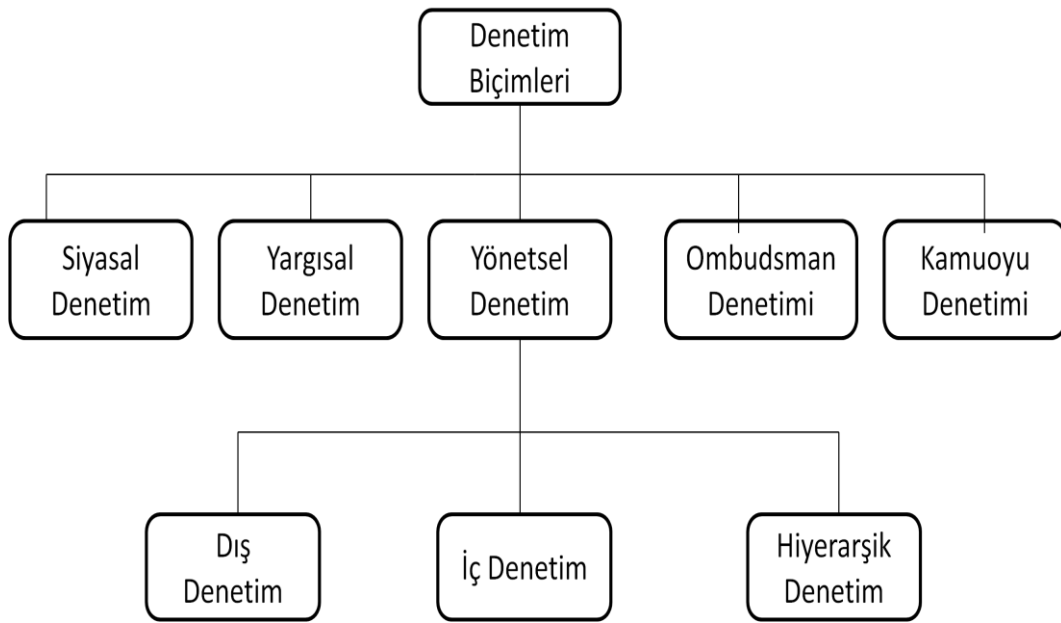 Denetim
Biçimleri
Siyasal
Denetim
Yargısal
Denetim
Yönetsel
Denetim
Ombudsman
Denetimi
Kamuoyu
Denetimi
Dış
Denetim
İç Denetim
Hiyerarşik
Denetim